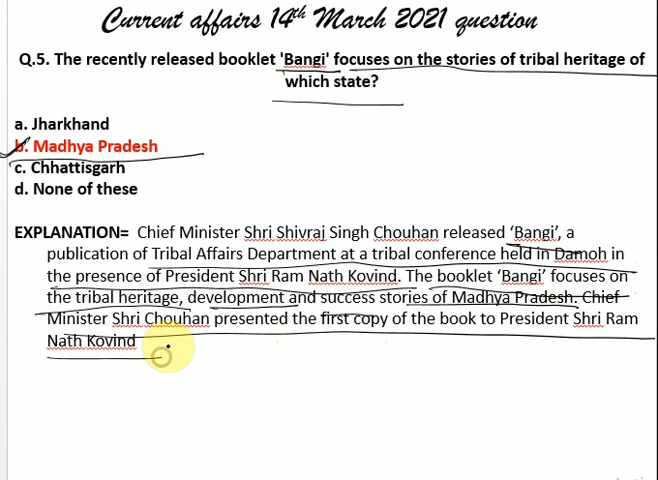 Current affairs 14th March 2021 question
Q.5. The recently released booklet 'Bangi' focuses on the stories of tribal heritage of
which state?
a. Jharkhand
b. Madhya Pradesh
c. Chhattisgarh
d. None of these
EXPLANATION= Chief Minister Shri Shivraj Singh Chouhan released ‘Bangi’, a
publication of Tribal Affairs Department at a tribal conference held in Damoh in
the presence of President Shri Ram Nath Kovind. The booklet ‘Bangi’ focuses on
the tribal heritage, development and success stories of Madhya Pradesh. Chief
Minister Shri Chouhan presented the first copy of the book to President Shri Ram
Nath Kovind